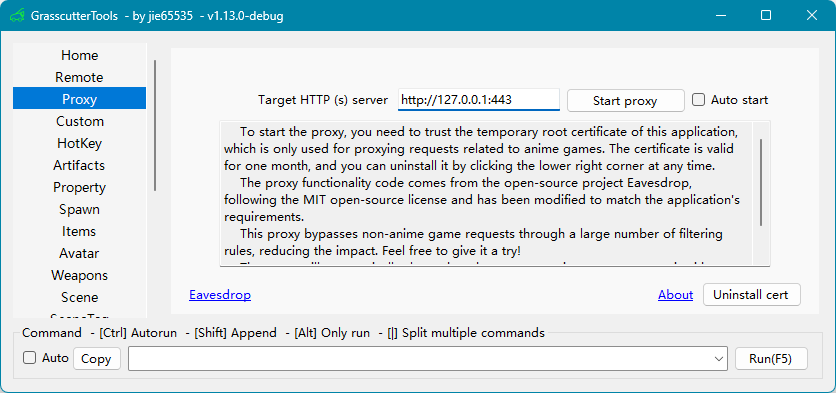 GrasscutterTools - by jie65535 - v1.13.0-debug
Home
Remote
Proxy
Custom
HotKey
Artifacts
Property
Spawn
Items
Avatar
Weapons
Scene
Target HTTP (s) server http://127.0.0.1:443 Start proxy Auto start
To start the proxy, you need to trust the temporary root certificate of this application,
which is only used for proxying requests related to anime games. The certificate is valid
for one month, and you can uninstall it by clicking the lower right corner at any time.
The proxy functionality code comes from the open-source project Eavesdrop,
following the MIT open-source license and has been modified to match the application's
requirements.
This proxy bypasses non-anime game requests through a large number of filtering
rules, reducing the impact. Feel free to give it a try!
Eavesdrop About Uninstall cert
Command - [Ctrl] Autorun - [Shift] Append - [Alt] Only run - [|] Split multiple commands
Auto Copy Run(F5)